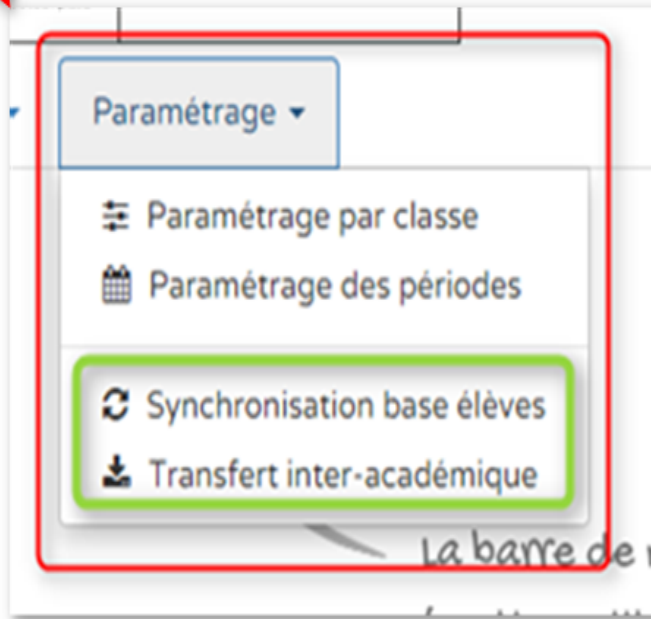 Paramétrage
Paramétrage par classe
Paramétrage des périodes
Synchronisation base élèves
Transfert inter-académique
La barre de